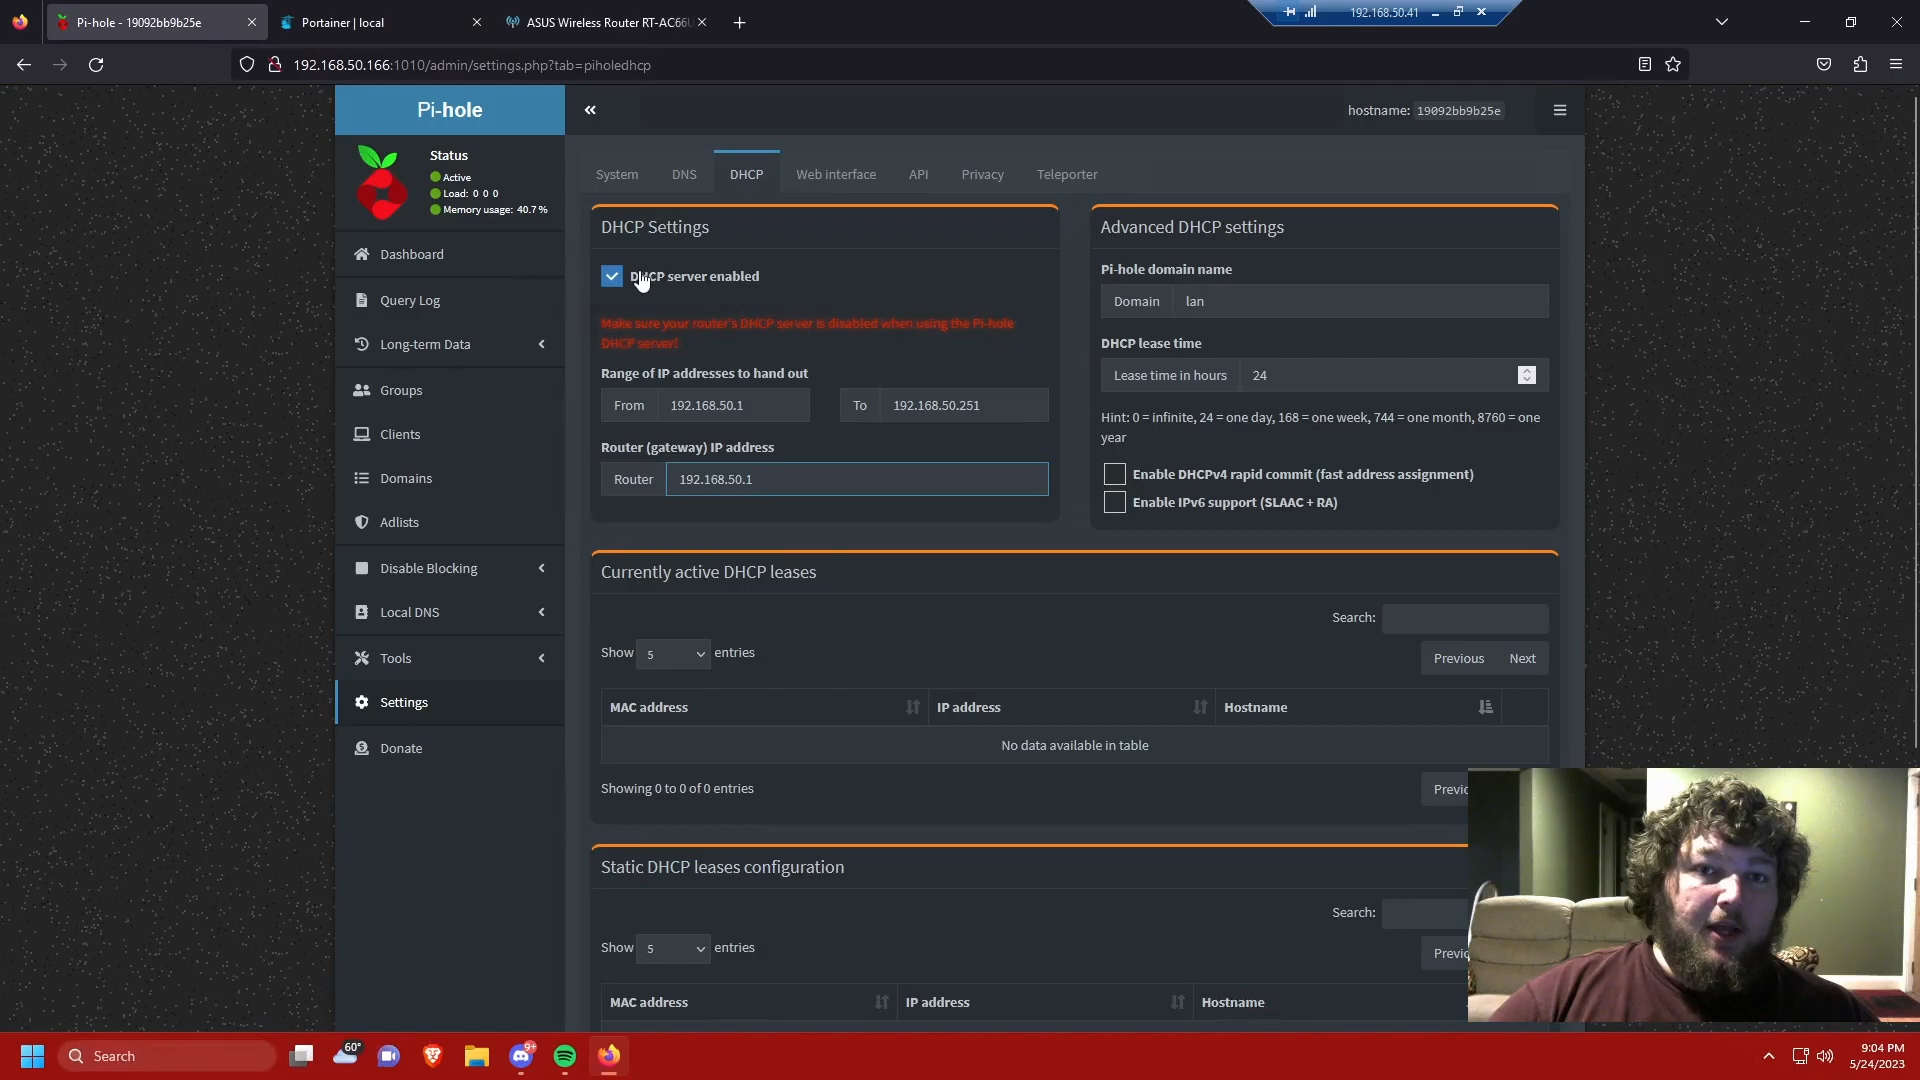 Pi-hole - 19092bb9b25e
Portainer | local
ASUS Wireless Router RT-AC66U
192.168.50.41
192.168.50.166:1010/admin/settings.php?tab=piholedhcp
Pi-hole
hostname: 19092bb9b25e
Status
Active
Load: 0 0 0
Memory usage: 40.7 %
System
DNS
DHCP
Web interface
API
Privacy
Teleporter
Dashboard
Query Log
Long-term Data
Groups
Clients
Domains
Adlists
Disable Blocking
Local DNS
Tools
Settings
Donate
DHCP Settings
DHCP server enabled
Make sure your router's DHCP server is disabled when using the Pi-hole
DHCP server!
Range of IP addresses to hand out
From 192.168.50.1 To 192.168.50.251
Router (gateway) IP address
Router 192.168.50.1
Advanced DHCP settings
Pi-hole domain name
Domain lan
DHCP lease time
Lease time in hours 24
Hint: 0 = infinite, 24 = one day, 168 = one week, 744 = one month, 8760 = one
year
Enable DHCPv4 rapid commit (fast address assignment)
Enable IPv6 support (SLAAC + RA)
Currently active DHCP leases
Search:
Show 5 entries
Previous Next
MAC address IP address Hostname
No data available in table
Showing 0 to 0 of 0 entries
Previo
Static DHCP leases configuration
Search:
Show 5 entries
Previo
MAC address IP address Hostname
60°
Search
9+
9:04 PM
5/24/2023